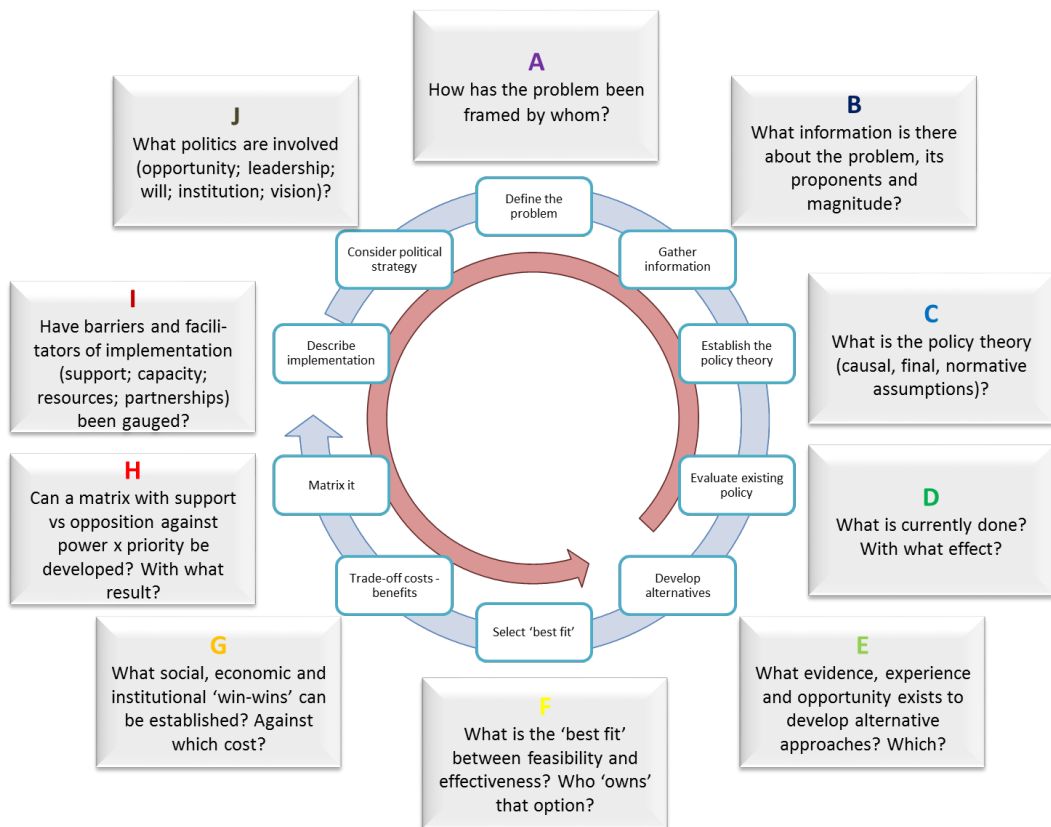 A
How has the problem been
framed by whom?
B
What information is there
about the problem, its
proponents and
magnitude?
C
What is the policy theory
(causal, final, normative
assumptions)?
D
What is currently done?
With what effect?
E
What evidence, experience
and opportunity exists to
develop alternative
approaches? Which?
F
What is the ‘best fit’
between feasibility and
effectiveness? Who ‘owns’
that option?
G
What social, economic and
institutional ‘win-wins’ can
be established? Against
which cost?
H
Can a matrix with support
vs opposition against
power x priority be
developed? With what
result?
I
Have barriers and facili-
tators of implementation
(support; capacity;
resources; partnerships)
been gauged?
J
What politics are involved
(opportunity; leadership;
will; institution; vision)?
Define the
problem
Gather
information
Establish the
policy theory
Evaluate existing
policy
Develop
alternatives
Select ‘best fit’
Trade-off costs -
benefits
Matrix it
Describe
implementation
Consider political
strategy